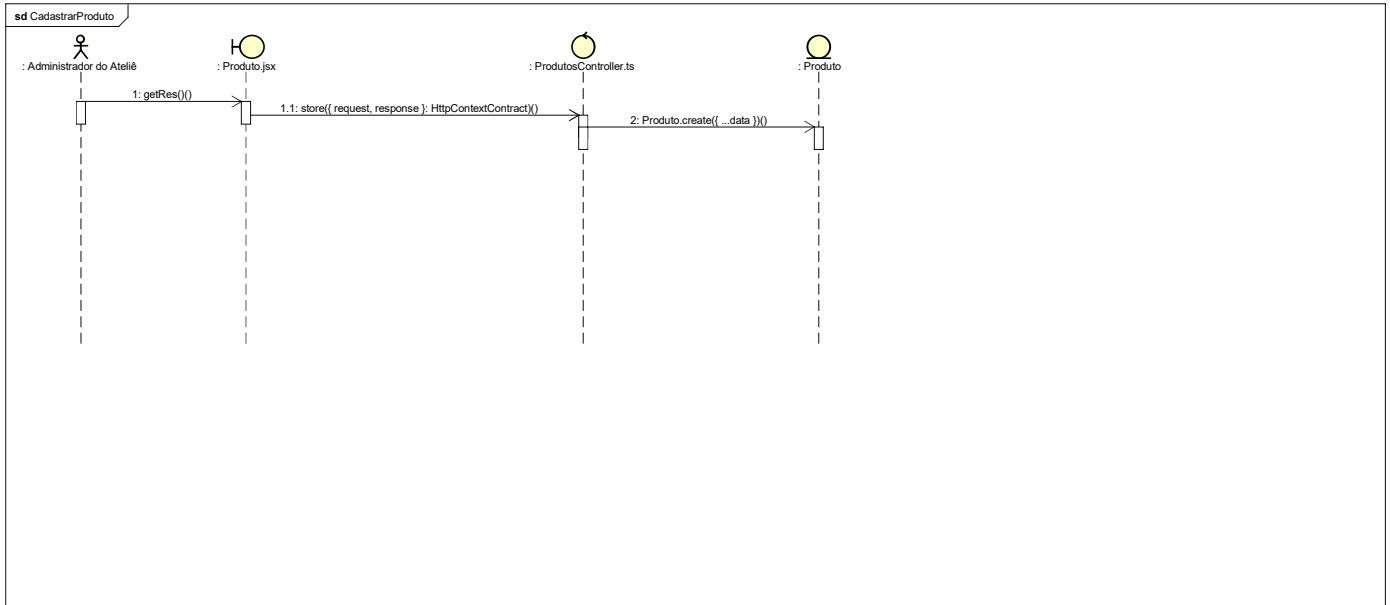 sd CadastrarProduto
: Administrador do Ateliê
: Produto.jsx
: ProdutosController.ts
: Produto
1: getRes()()
1.1: store({ request, response }: HttpContextContract)()
2: Produto.create({ ...data })()